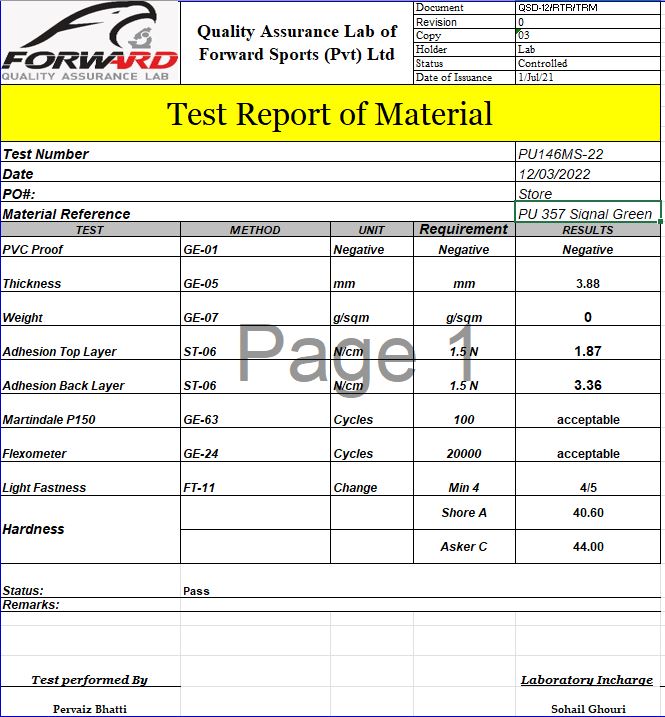 FORWARD
QUALITY ASSURANCE LAB
Quality Assurance Lab of
Forward Sports (Pvt) Ltd
Document QSD-12/RTR/TRM
Revision 0
Copy 03
Holder Lab
Status Controlled
Date of Issuance 1/Jul/21
Test Report of Material
Test Number PU146MS-22
Date 12/03/2022
PO#: Store
Material Reference PU 357 Signal Green
TEST METHOD UNIT Requirement RESULTS
PVC Proof GE-01 Negative Negative Negative
Thickness GE-05 mm mm 3.88
Weight GE-07 g/sqm g/sqm 0
Page 1
Adhesion Top Layer ST-06 N/cm 1.5 N 1.87
Adhesion Back Layer ST-06 N/cm 1.5 N 3.36
Martindale P150 GE-63 Cycles 100 acceptable
Flexometer GE-24 Cycles 20000 acceptable
Light Fastness FT-11 Change Min 4 4/5
Hardness
Shore A 40.60
Asker C 44.00
Status: Pass
Remarks:
Test performed By Laboratory Incharge
Pervaiz Bhatti Sohail Ghouri